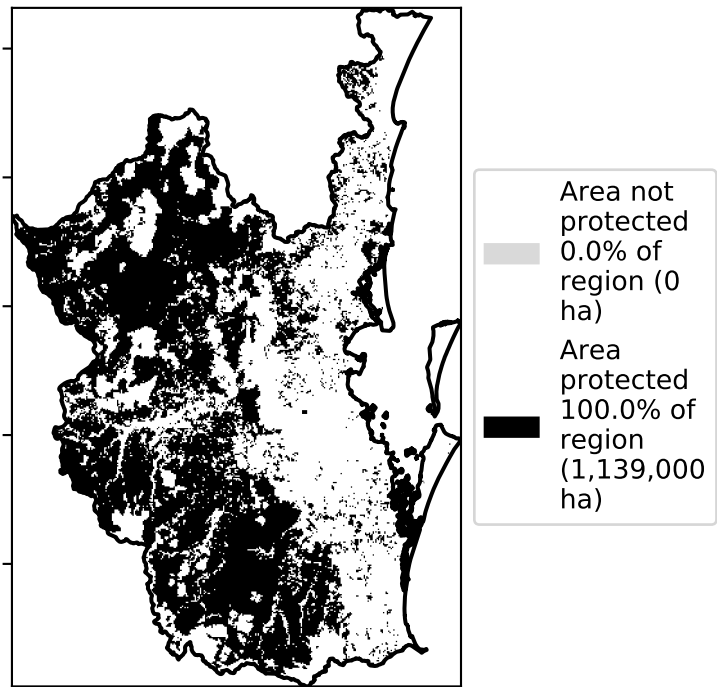 Area not
protected
0.0% of
region (0
ha)
Area
protected
100.0% of
region
(1,139,000
ha)